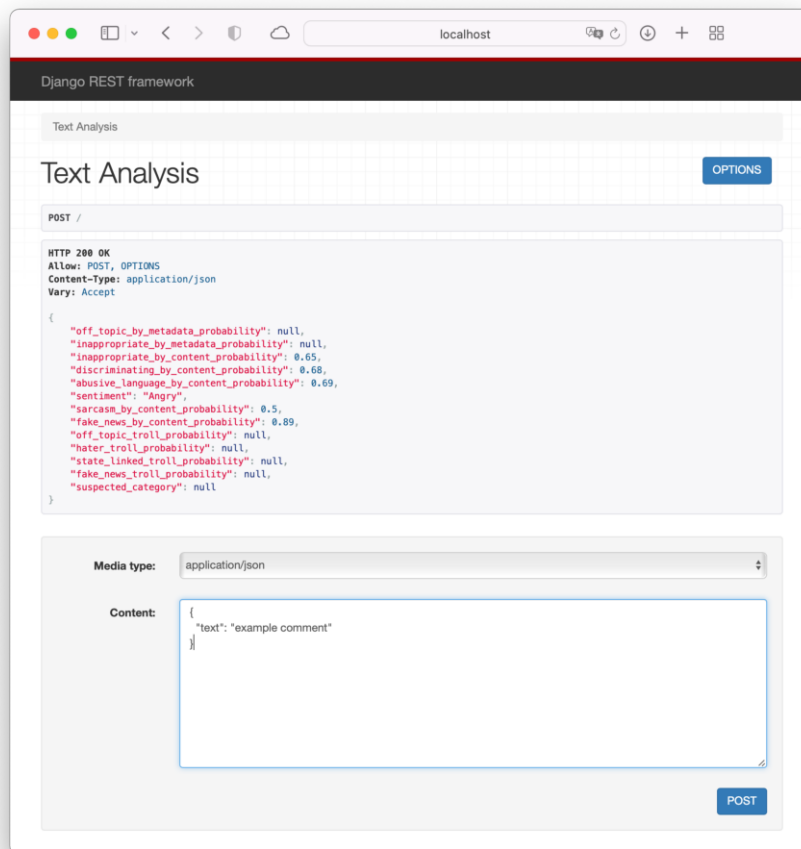 localhost
Django REST framework
Text Analysis
Text Analysis
OPTIONS
POST /
HTTP 200 OK
Allow: POST, OPTIONS
Content-Type: application/json
Vary: Accept
{
    "off_topic_by_metadata_probability": null,
    "inappropriate_by_metadata_probability": null,
    "inappropriate_by_content_probability": 0.65,
    "discriminating_by_content_probability": 0.68,
    "abusive_language_by_content_probability": 0.69,
    "sentiment": "Angry",
    "sarcasm_by_content_probability": 0.5,
    "fake_news_by_content_probability": 0.89,
    "off_topic_troll_probability": null,
    "hater_troll_probability": null,
    "state_linked_troll_probability": null,
    "fake_news_troll_probability": null,
    "suspected_category": null
}
Media type:
application/json
Content:
{
  "text": "example comment"
}
POST